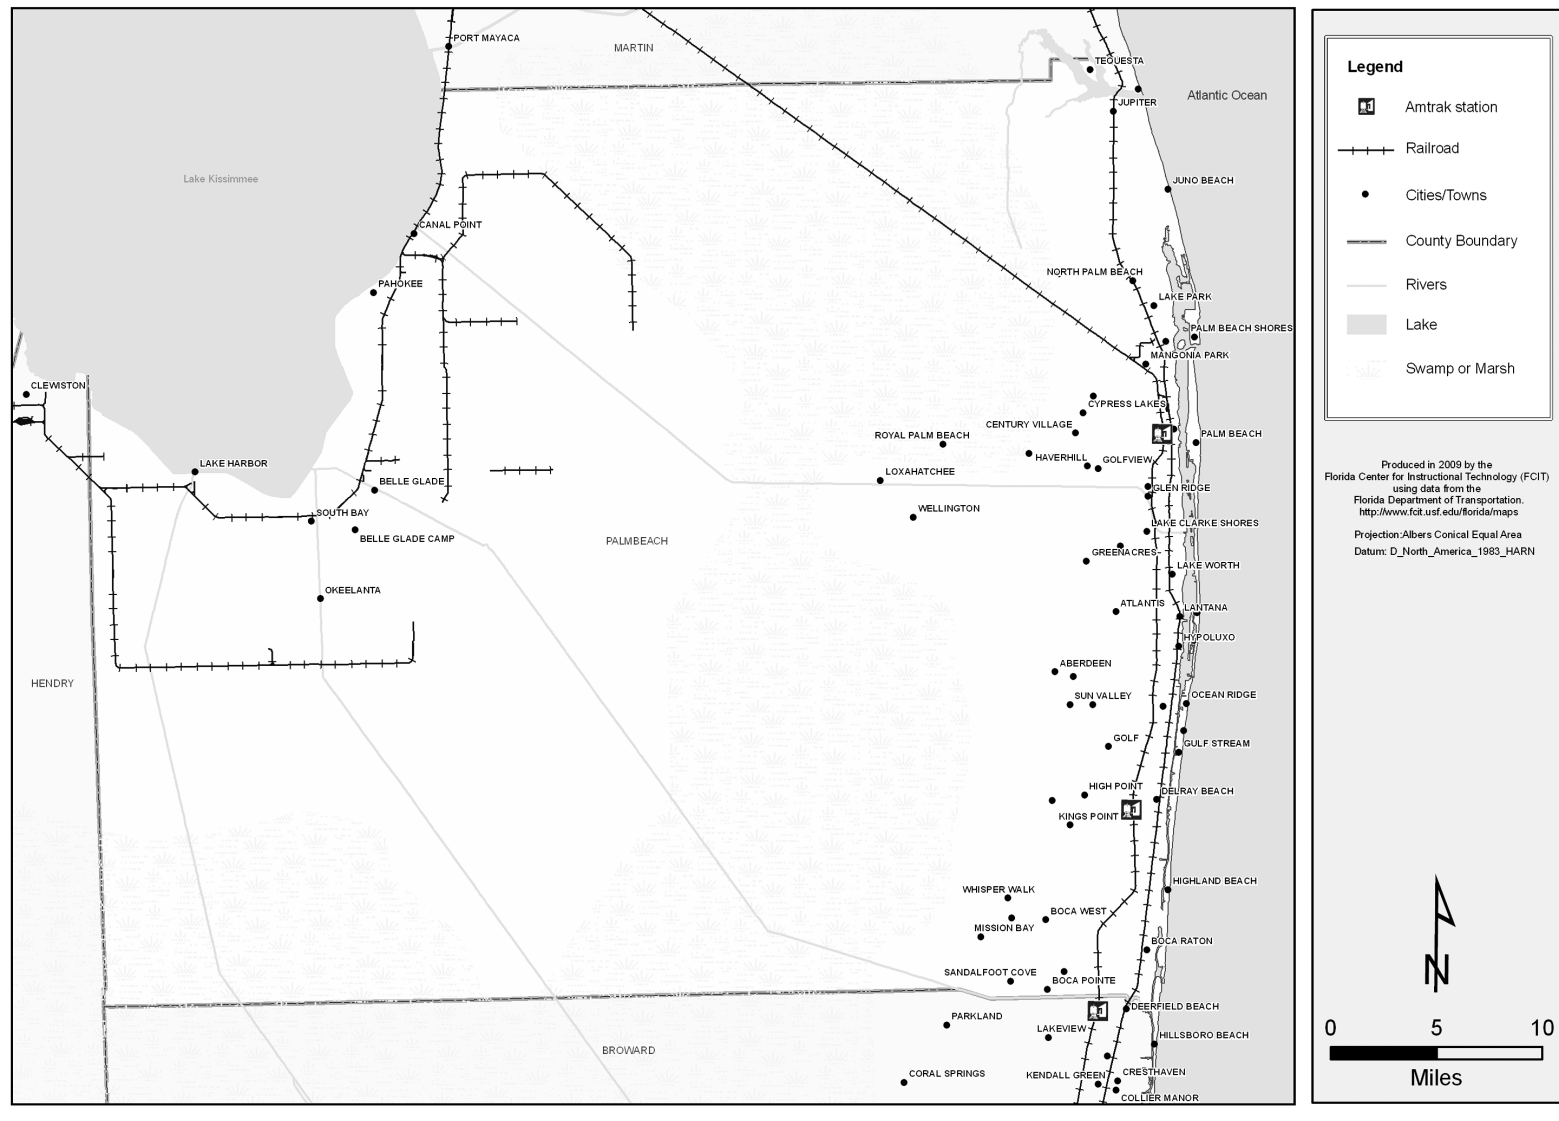 PORT MAYACA
MARTIN
TEQUESTA
Atlantic Ocean
JUPITER
Lake Kissimmee
JUNO BEACH
CANAL POINT
NORTH PALM BEACH
PAHOKEE
LAKE PARK
PALM BEACH SHORES
MANGONIA PARK
CLEWISTON
CYPRESS LAKES
CENTURY VILLAGE
ROYAL PALM BEACH
PALM BEACH
HAVERHILL
GOLFVIEW
LAKE HARBOR
LOXAHATCHEE
BELLE GLADE
GLEN RIDGE
WELLINGTON
SOUTH BAY
LAKE CLARKE SHORES
BELLE GLADE CAMP
PALMBEACH
GREENACRES
LAKE WORTH
OKEELANTA
ATLANTIS
LANTANA
HYPOLUXO
ABERDEEN
HENDRY
SUN VALLEY
OCEAN RIDGE
GOLF
GULF STREAM
HIGH POINT
DELRAY BEACH
KINGS POINT
HIGHLAND BEACH
WHISPER WALK
BOCA WEST
MISSION BAY
BOCA RATON
SANDALFOOT COVE
BOCA POINTE
DEERFIELD BEACH
PARKLAND
LAKEVIEW
HILLSBORO BEACH
BROWARD
CORAL SPRINGS
KENDALL GREEN
CRESTHAVEN
COLLIER MANOR
Legend
Amtrak station
Railroad
Cities/Towns
County Boundary
Rivers
Lake
Swamp or Marsh
Produced in 2009 by the
Florida Center for Instructional Technology (FCIT)
using data from the
Florida Department of Transportation.
http://www.fcit.usf.edu/florida/maps
Projection:Albers Conical Equal Area
Datum: D_North_America_1983_HARN
N
0 5 10
Miles